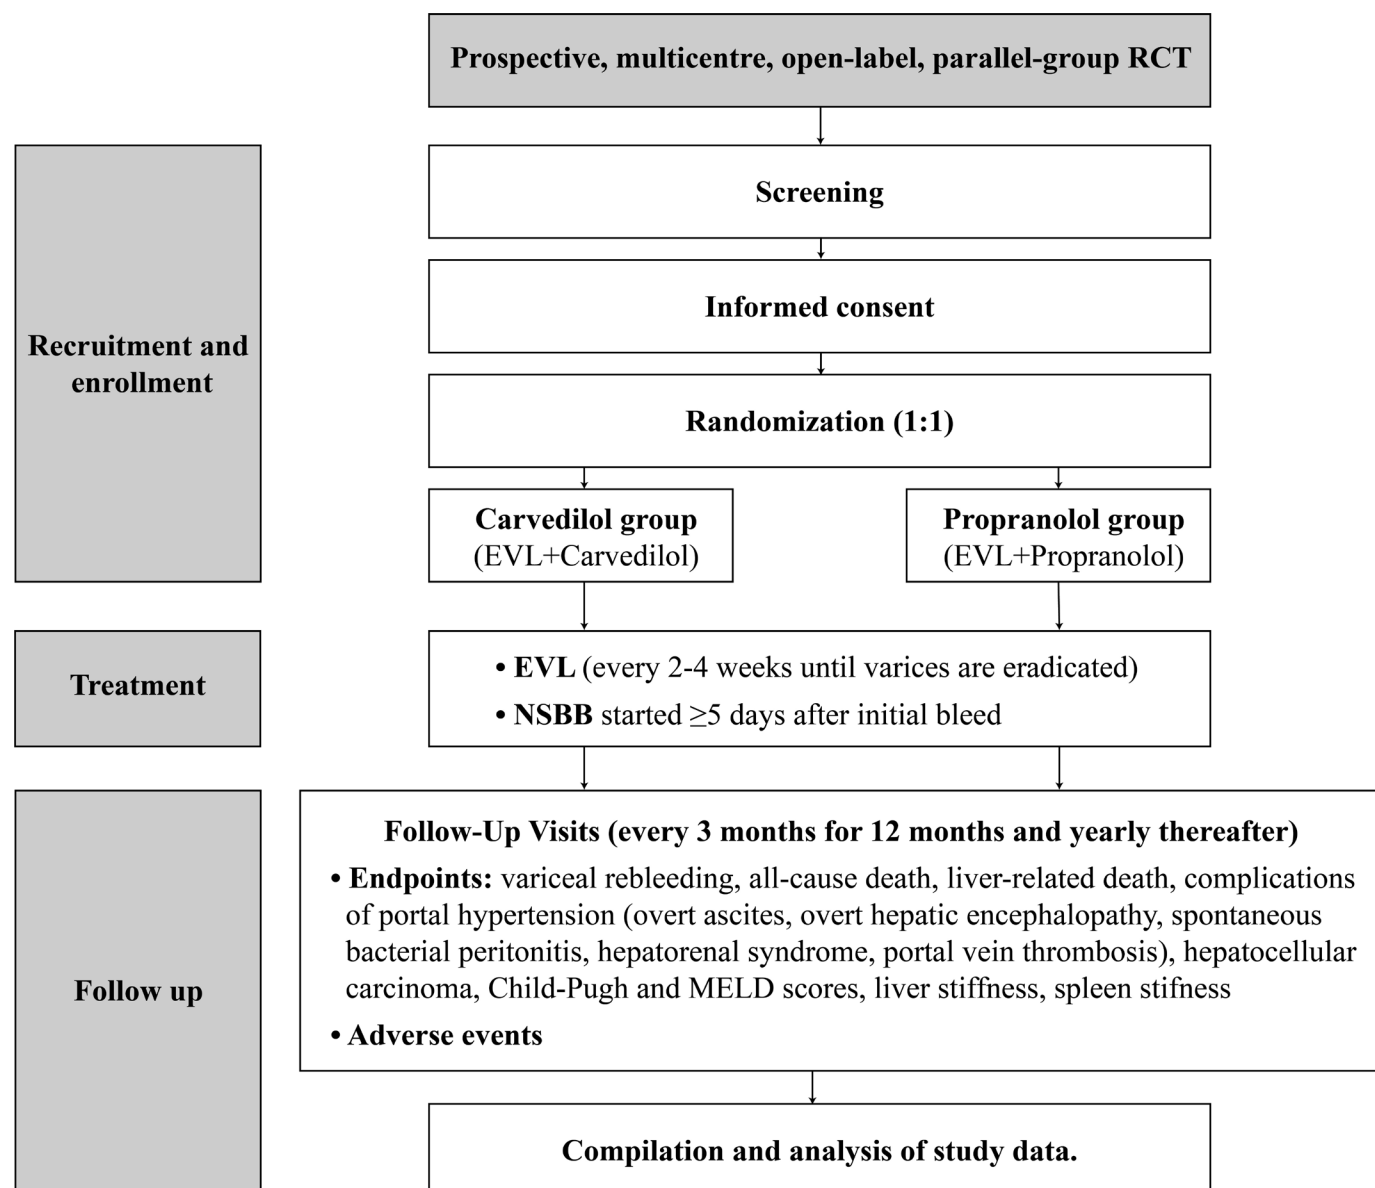 Prospective, multicentre, open-label, parallel-group RCT
Recruitment and
enrollment
Screening
Informed consent
Randomization (1:1)
Carvedilol group
(EVL+Carvedilol)
Propranolol group
(EVL+Propranolol)
Treatment
• EVL (every 2-4 weeks until varices are eradicated)
• NSBB started ≥5 days after initial bleed
Follow up
Follow-Up Visits (every 3 months for 12 months and yearly thereafter)
• Endpoints: variceal rebleeding, all-cause death, liver-related death, complications
of portal hypertension (overt ascites, overt hepatic encephalopathy, spontaneous
bacterial peritonitis, hepatorenal syndrome, portal vein thrombosis), hepatocellular
carcinoma, Child-Pugh and MELD scores, liver stiffness, spleen stifness
• Adverse events
Compilation and analysis of study data.